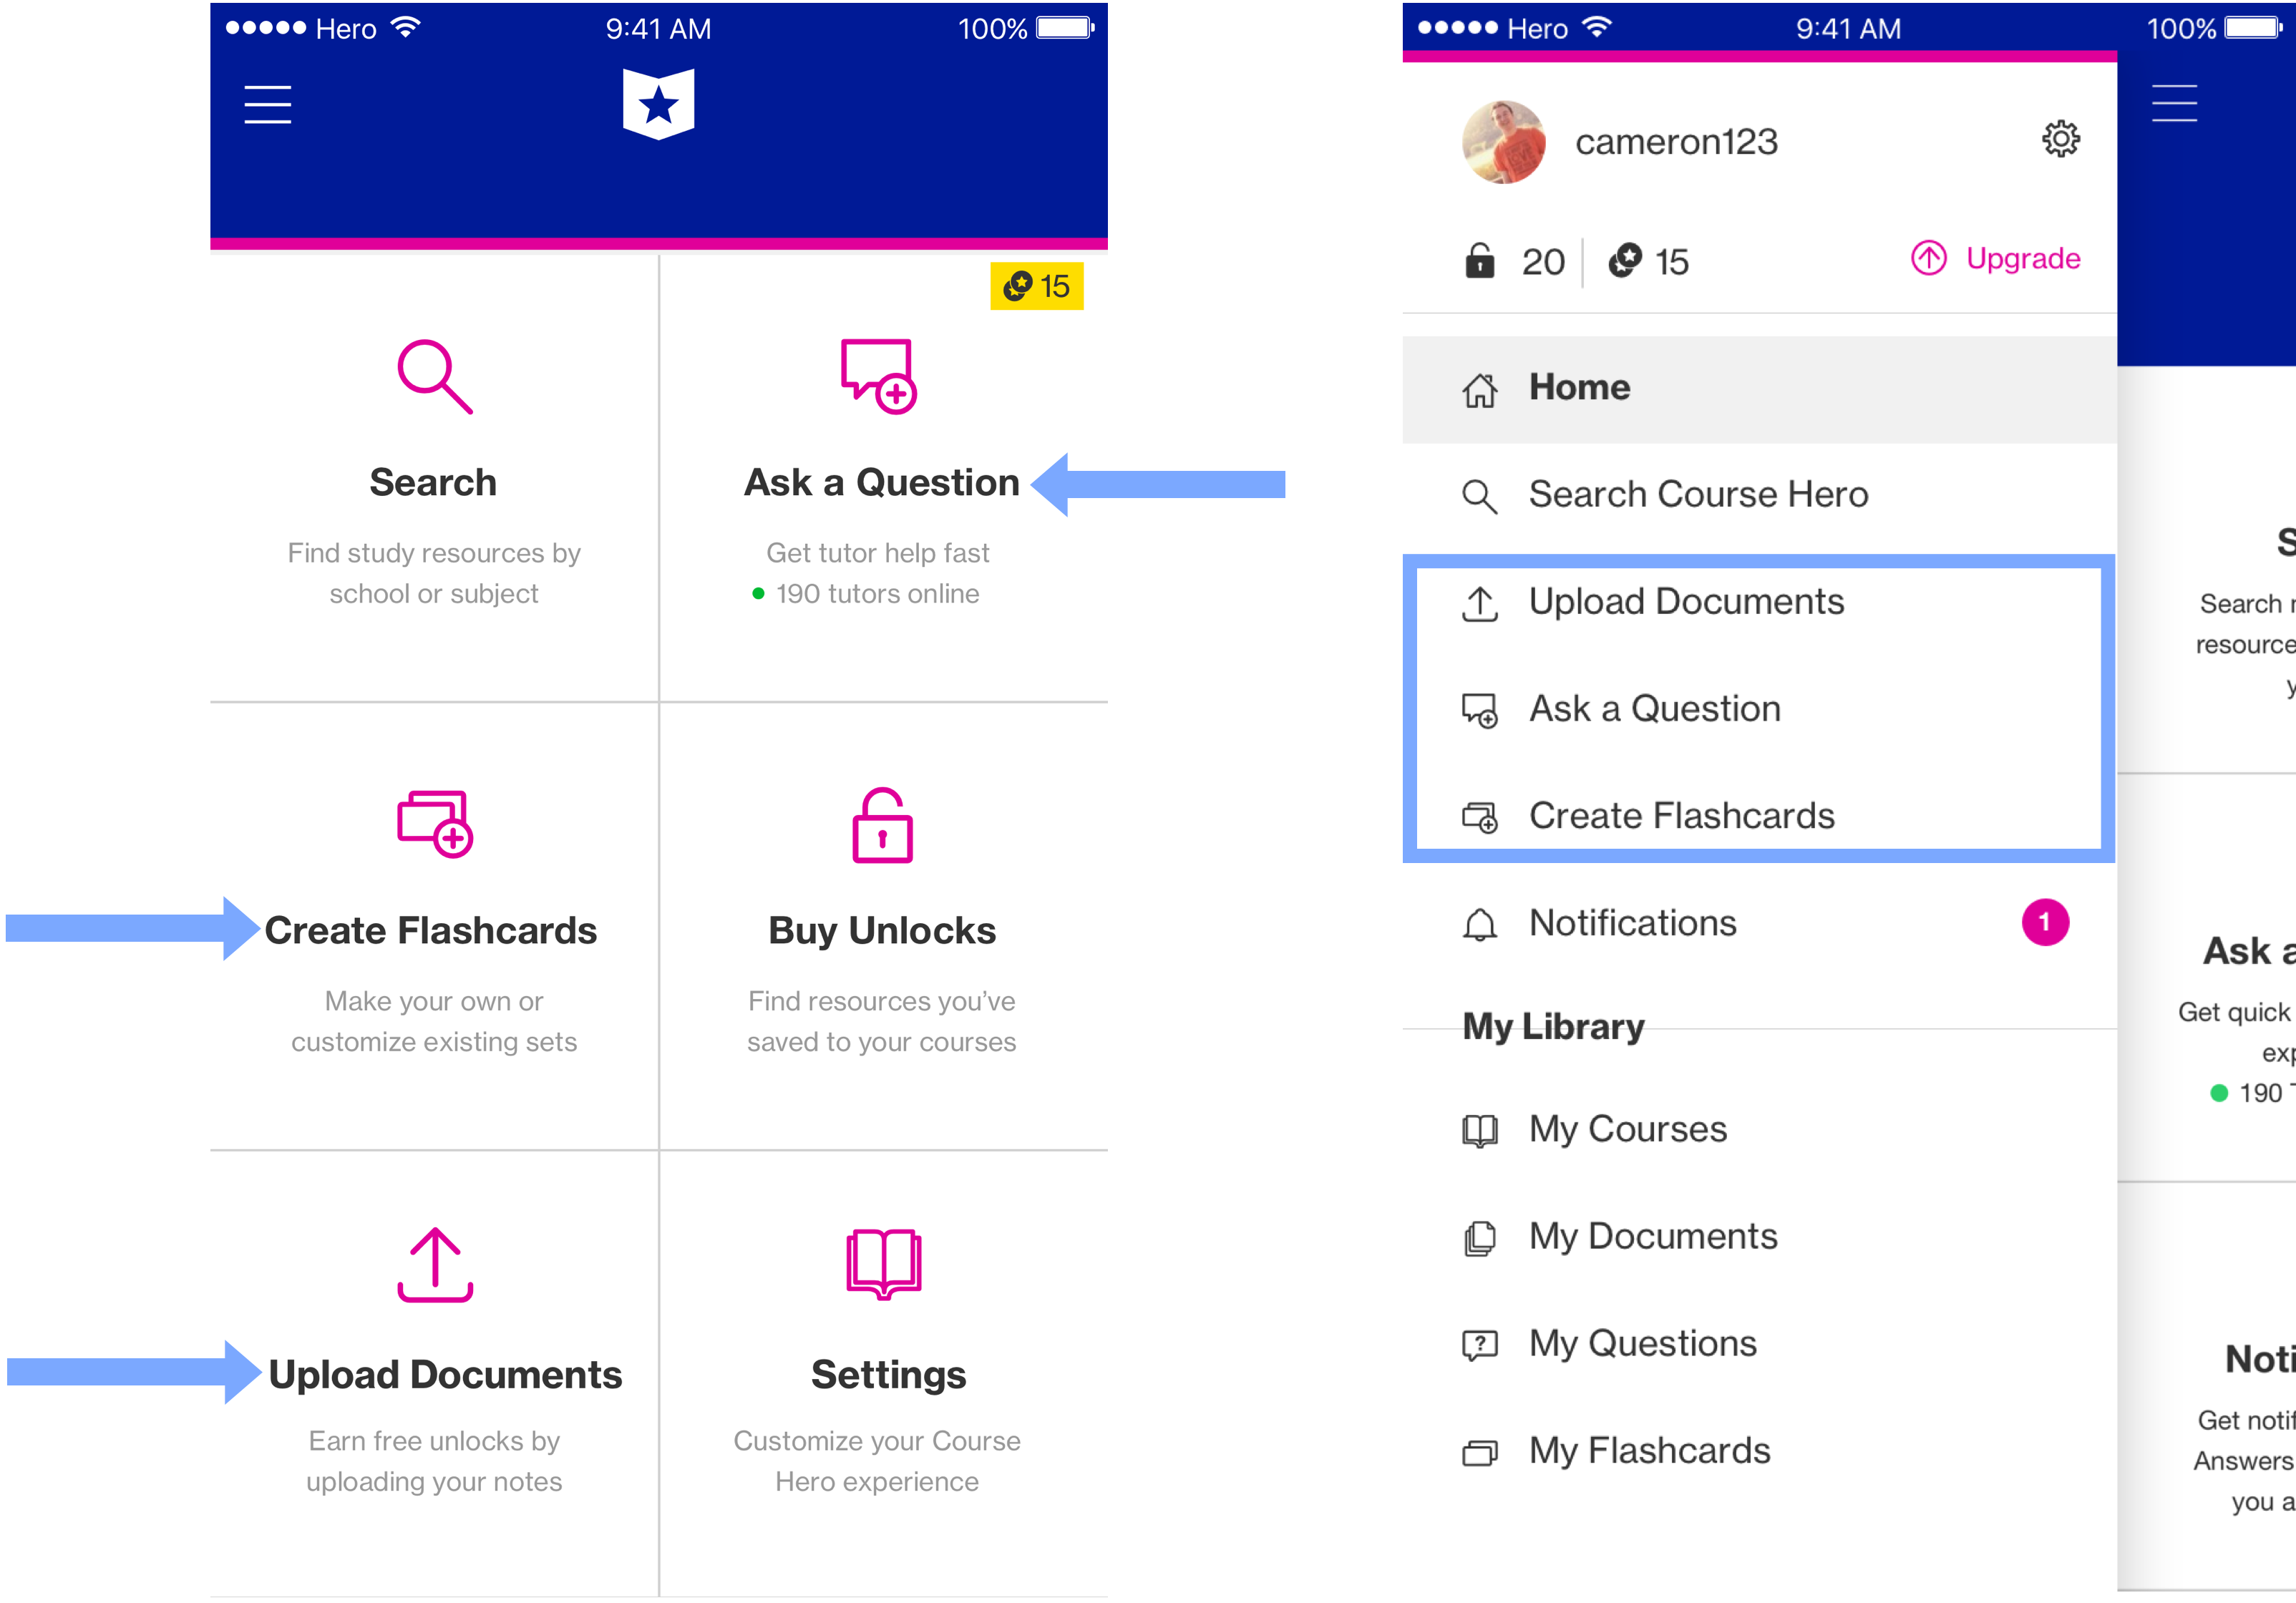 Hero 9:41 AM 100%
15
Search
Find study resources by
school or subject
Ask a Question
Get tutor help fast
190 tutors online
Create Flashcards
Make your own or
customize existing sets
Buy Unlocks
Find resources you’ve
saved to your courses
Upload Documents
Earn free unlocks by
uploading your notes
Settings
Customize your Course
Hero experience
Hero 9:41 AM 100%
cameron123
20 15 Upgrade
Home
Search Course Hero
Upload Documents
Ask a Question
Create Flashcards
Notifications 1
My Library
My Courses
My Documents
My Questions
My Flashcards
S
Search
resource
y
Ask a
Get quick
exp
190
Noti
Get notif
Answers
you a